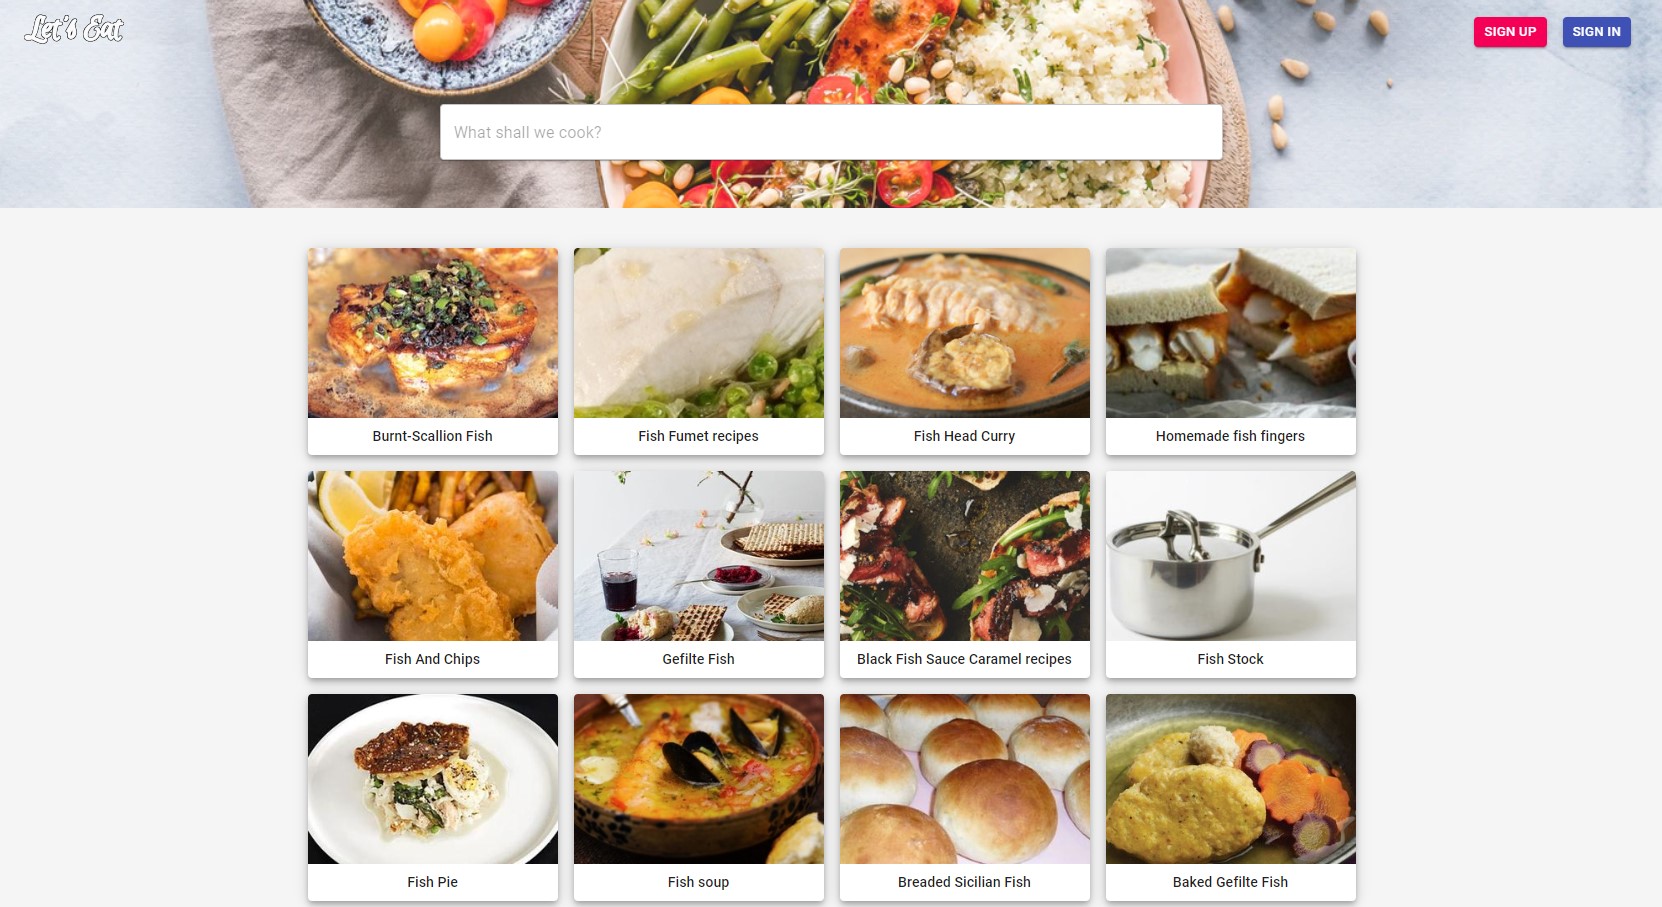 Let's Eat
SIGN UP
SIGN IN
What shall we cook?
Burnt-Scallion Fish
Fish Fumet recipes
Fish Head Curry
Homemade fish fingers
Fish And Chips
Gefilte Fish
Black Fish Sauce Caramel recipes
Fish Stock
Fish Pie
Fish soup
Breaded Sicilian Fish
Baked Gefilte Fish